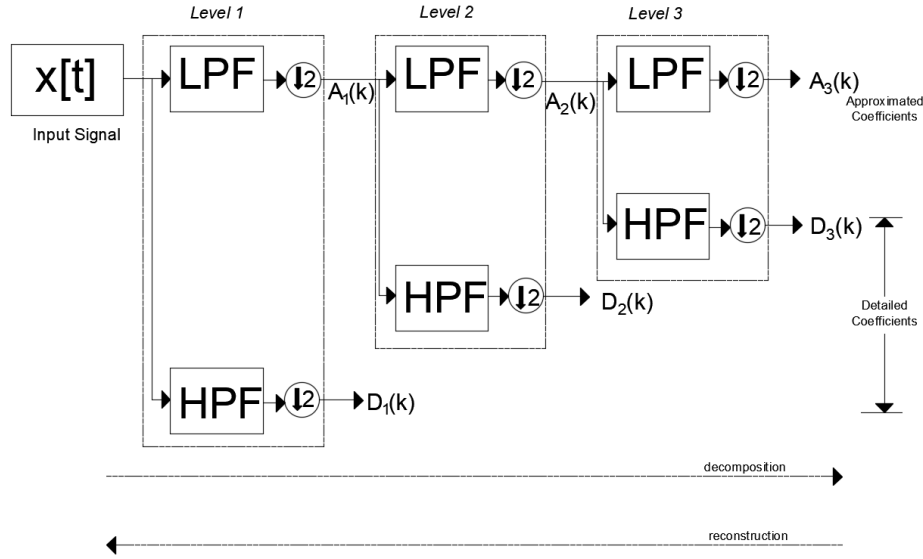 Level 1
Level 2
Level 3
x[t]
LPF
↓2
A₁(k)
LPF
↓2
A₂(k)
LPF
↓2
A₃(k)
Input Signal
Approximated
Coefficients
HPF
↓2
D₃(k)
HPF
↓2
D₂(k)
Detailed
Coefficients
HPF
↓2
D₁(k)
decomposition
reconstruction